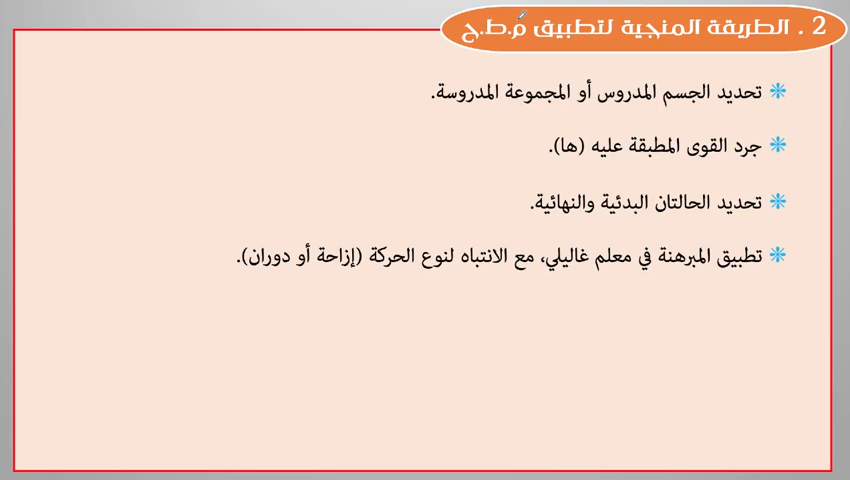 2 . الطريقة المنجية لتطبيق م.ط.ح
تحديد الجسم المدروس أو المجموعة المدروسة.
جرد القوى المطبقة عليه (ها).
تحديد الحالتان البدئية والنهائية.
تطبيق المبرهنة في معلم غاليلي، مع الانتباه لنوع الحركة (إزاحة أو دوران).